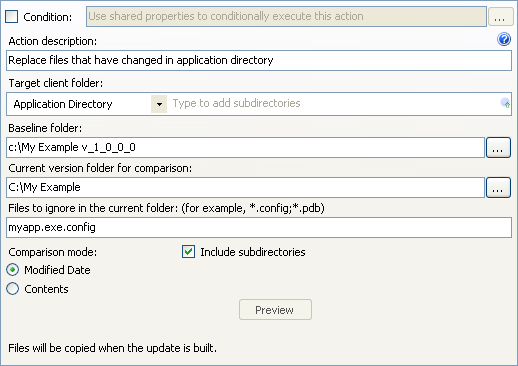 Condition: Use shared properties to conditionally execute this action ...
Action description: ?
Replace files that have changed in application directory
Target client folder:
Application Directory Type to add subdirectories
Baseline folder:
c:\My Example v_1_0_0_0 ...
Current version folder for comparison:
C:\My Example ...
Files to ignore in the current folder: (for example, *.config;*.pdb)
myapp.exe.config
Comparison mode: Include subdirectories
Modified Date
Contents
Preview
Files will be copied when the update is built.